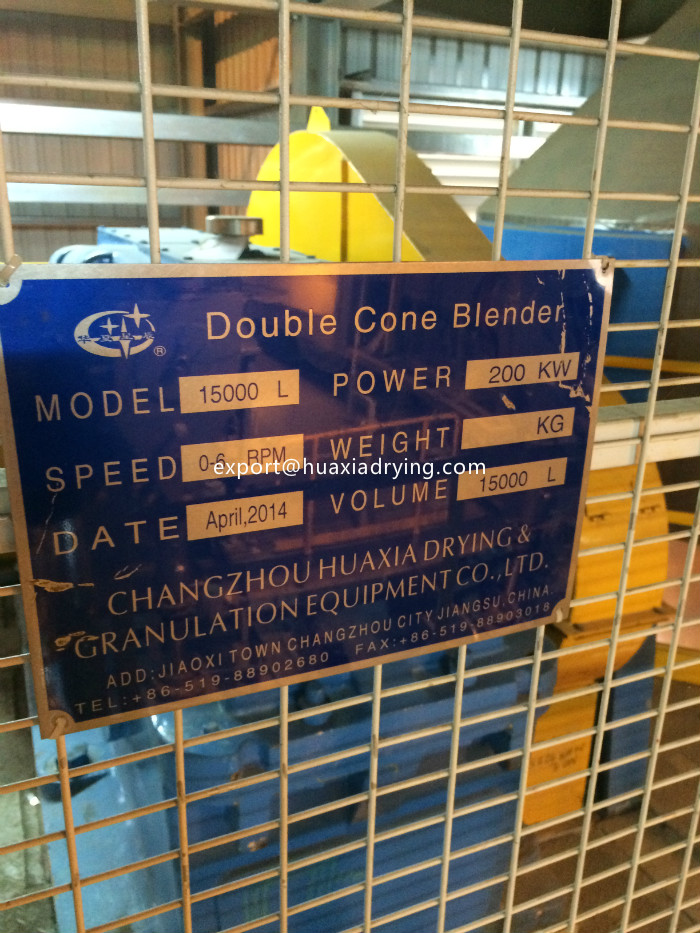 Double Cone Blender
®
MODEL 15000 L POWER 200 KW
SPEED 0-6 RPM WEIGHT KG
export@huaxiadrying.com
DATE April,2014 VOLUME 15000 L
CHANGZHOU HUAXIA DRYING &
GRANULATION EQUIPMENT CO.,LTD.
ADD:JIAOXI TOWN CHANGZHOU CITY JIANGSU,CHINA
TEL:+86-519-88902680 FAX:+86-519-88903018